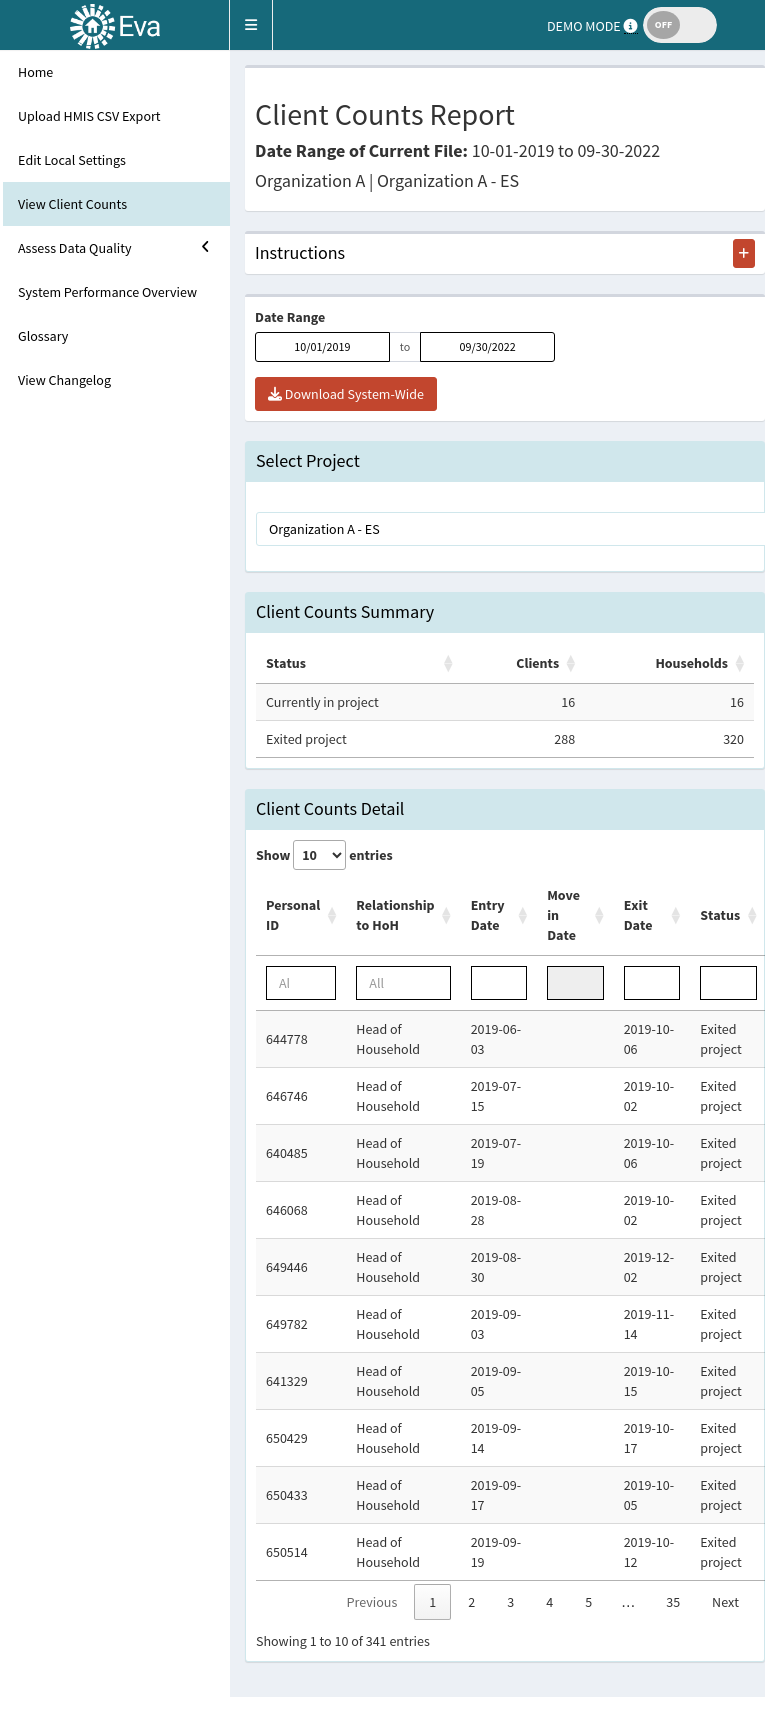 Eva
DEMO MODE
OFF
Home
Upload HMIS CSV Export
Edit Local Settings
View Client Counts
Assess Data Quality
System Performance Overview
Glossary
View Changelog
Client Counts Report
Date Range of Current File: 10-01-2019 to 09-30-2022
Organization A | Organization A - ES
Instructions
+
Date Range
10/01/2019 to 09/30/2022
Download System-Wide
Select Project
Organization A - ES
Client Counts Summary
Status Clients Households
Currently in project 16 16
Exited project 288 320
Client Counts Detail
Show 10 entries
Personal ID Relationship to HoH Entry Date Move in Date Exit Date Status
Al All
644778 Head of Household 2019-06-03 2019-10-06 Exited project
646746 Head of Household 2019-07-15 2019-10-02 Exited project
640485 Head of Household 2019-07-19 2019-10-06 Exited project
646068 Head of Household 2019-08-28 2019-10-02 Exited project
649446 Head of Household 2019-08-30 2019-12-02 Exited project
649782 Head of Household 2019-09-03 2019-11-14 Exited project
641329 Head of Household 2019-09-05 2019-10-15 Exited project
650429 Head of Household 2019-09-14 2019-10-17 Exited project
650433 Head of Household 2019-09-17 2019-10-05 Exited project
650514 Head of Household 2019-09-19 2019-10-12 Exited project
Previous 1 2 3 4 5 … 35 Next
Showing 1 to 10 of 341 entries